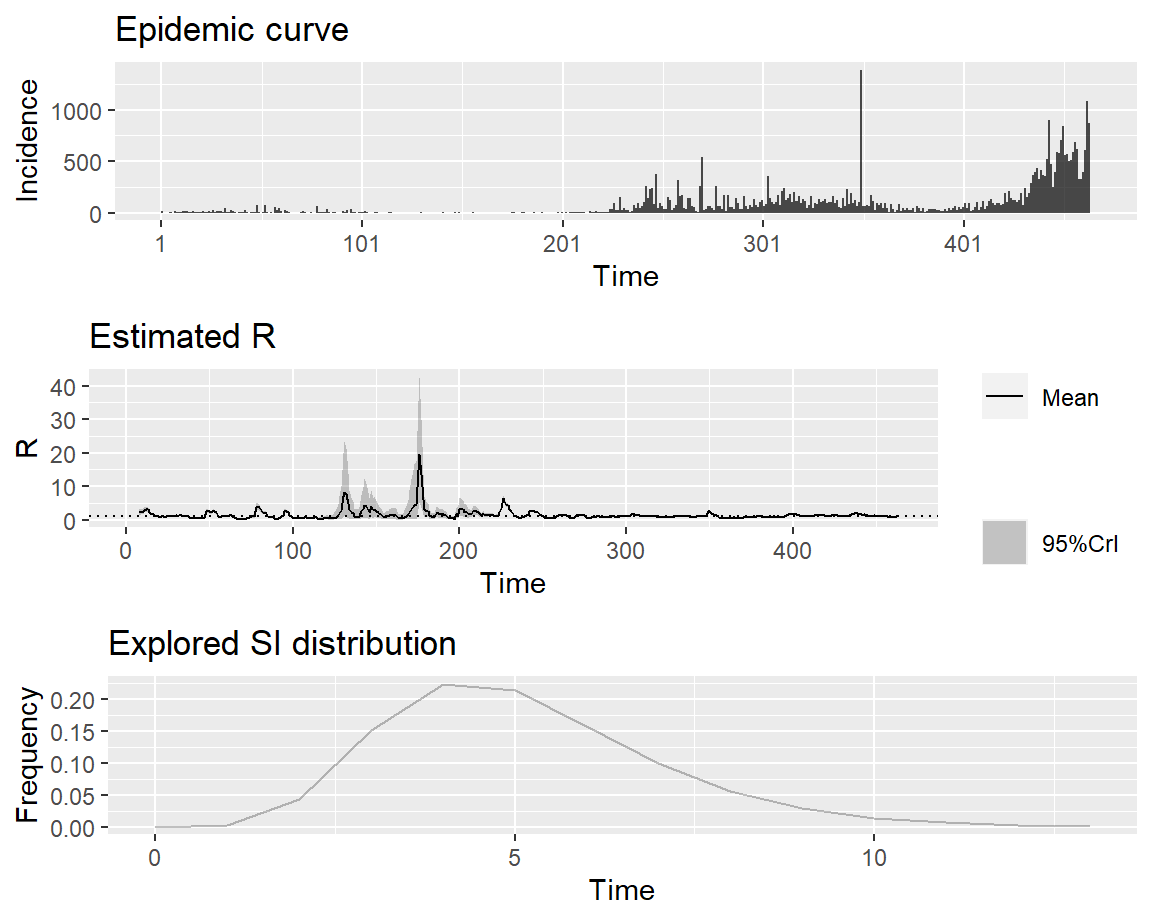 Epidemic curve
Incidence
1000
500
0
1 101 201 301 401
Time
Estimated R
R
40
30
20
10
0
0 100 200 300 400
Time
Mean
95%CrI
Explored SI distribution
Frequency
0.20
0.15
0.10
0.05
0.00
0 5 10
Time